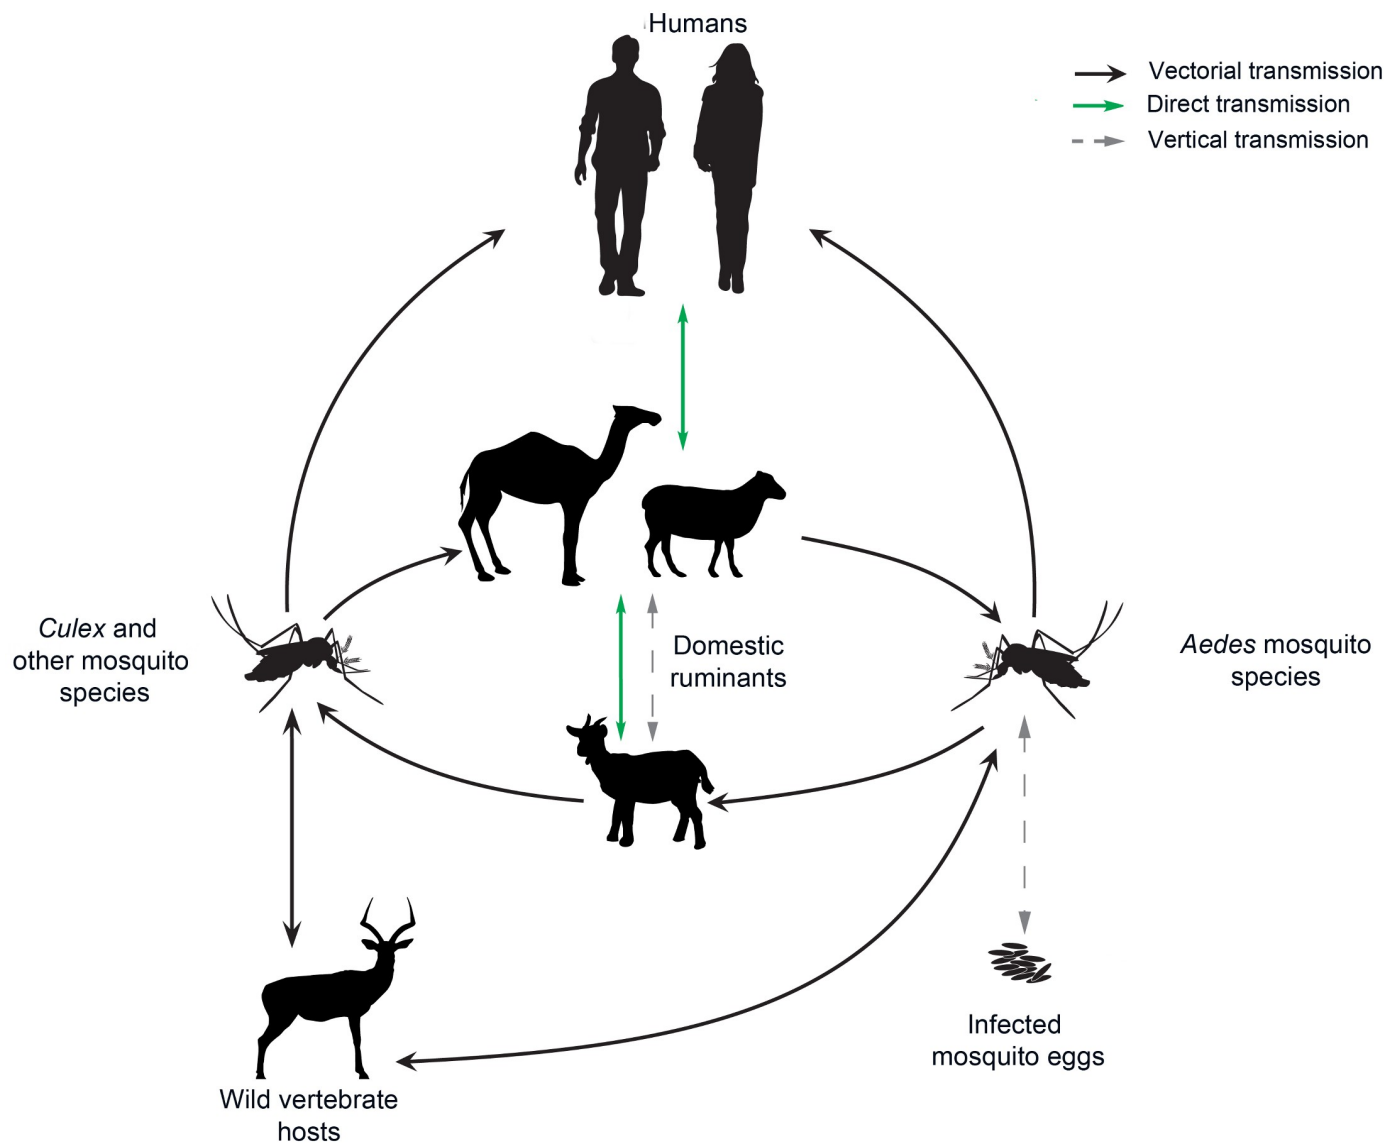 Humans
Vectorial transmission
Direct transmission
Vertical transmission
Culex and
other mosquito
species
Domestic
ruminants
Aedes mosquito
species
Infected
mosquito eggs
Wild vertebrate
hosts